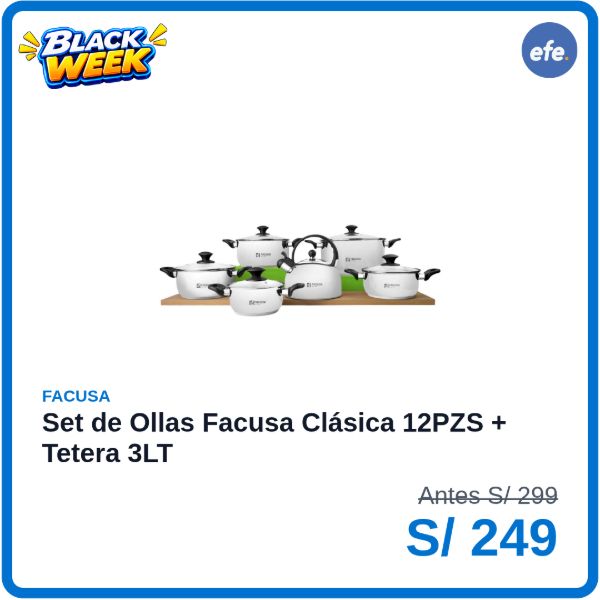 BLACK
WEEK
efe.
FACUSA
Set de Ollas Facusa Clásica 12PZS +
Tetera 3LT
Antes S/ 299
S/ 249